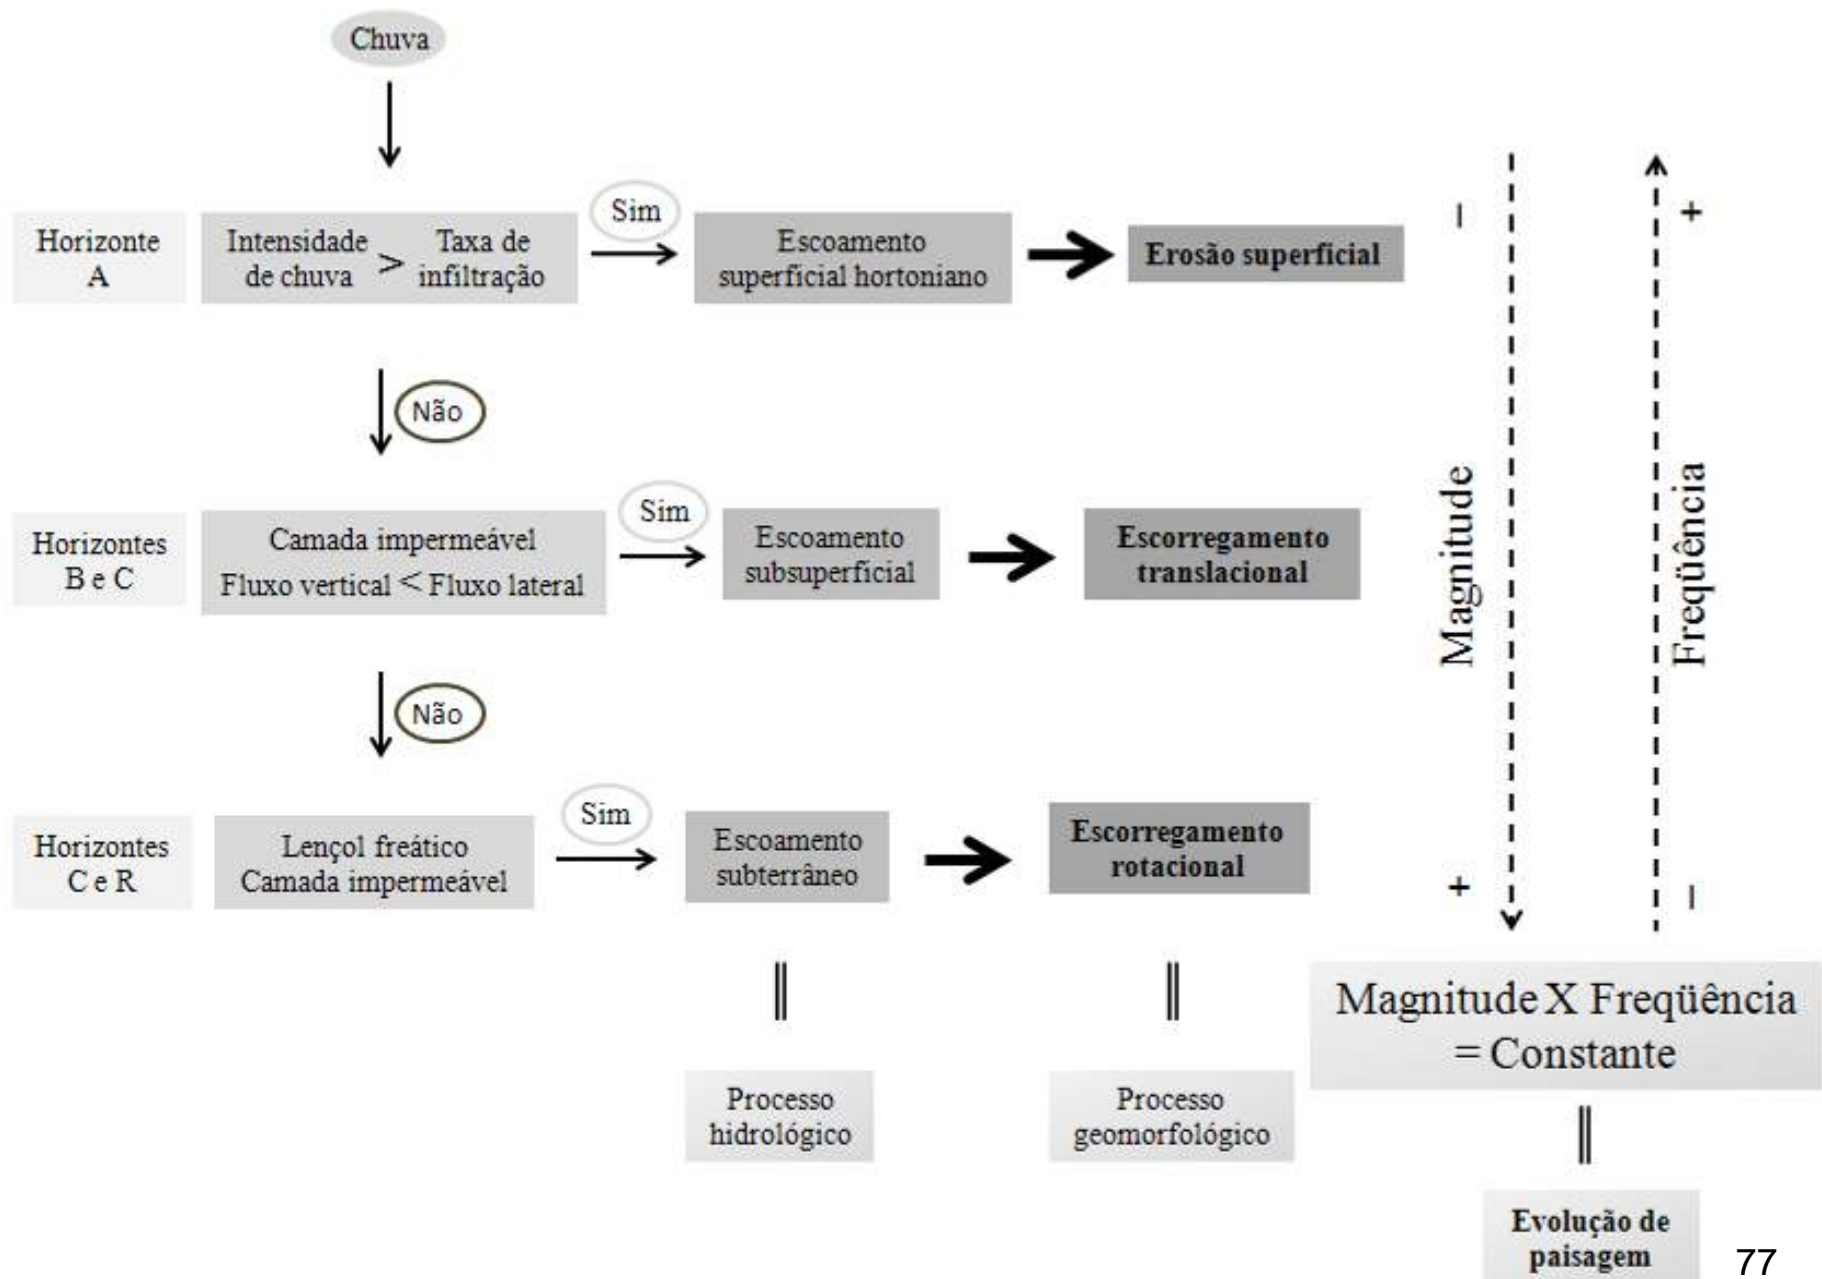 Chuva
Horizonte
A
Intensidade
de chuva
>
Taxa de
infiltração
Sim
Escoamento
superficial hortoniano
Erosão superficial
Não
Horizontes
B e C
Camada impermeável
Fluxo vertical < Fluxo lateral
Sim
Escoamento
subsuperficial
Escorregamento
translacional
Não
Horizontes
C e R
Lençol freático
Camada impermeável
Sim
Escoamento
subterrâneo
Escorregamento
rotacional
–
Magnitude
+
+
Freqüência
–
||
Processo
hidrológico
||
Processo
geomorfológico
Magnitude X Freqüência
= Constante
||
Evolução de
paisagem
77